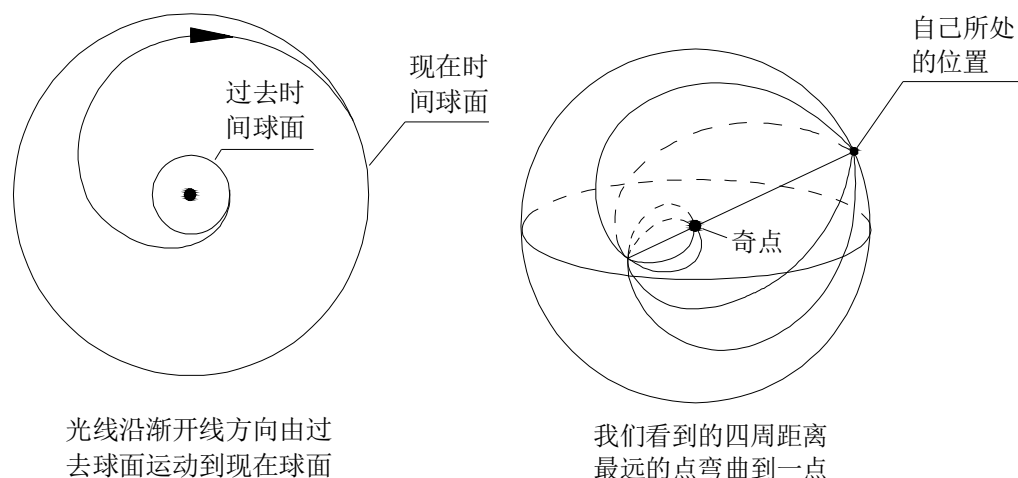 过去时
间球面
现在时
间球面
自己所处
的位置
奇点
光线沿渐开线方向由过
去球面运动到现在球面
我们看到的四周距离
最远的点弯曲到一点